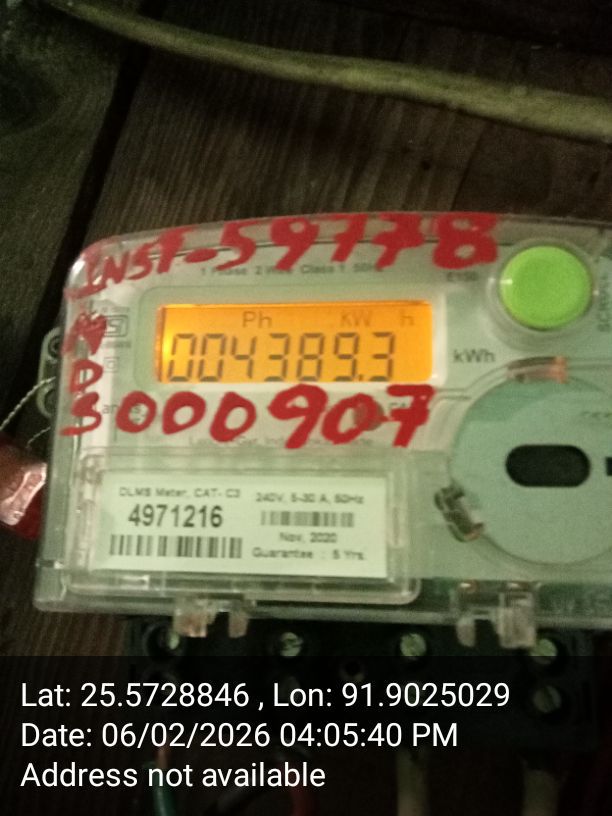 INST-59778
1 Phase 2 Wire Class 1 50Hz
E150
Ph KW h
004389.3
kWh
MDS000907
DLMS Meter, CAT- C3
240V, 5-30 A, 50Hz
4971216
Nov, 2020
Guarantee : 5 Yrs.
Lat: 25.5728846 , Lon: 91.9025029
Date: 06/02/2026 04:05:40 PM
Address not available